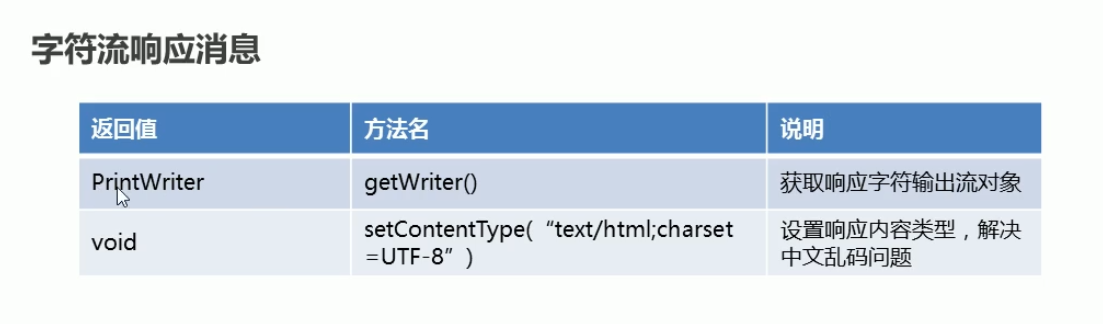 字符流响应消息
返回值 方法名 说明
PrintWriter getWriter() 获取响应字符输出流对象
void setContentType(“text/html;charset 设置响应内容类型，解决
=UTF-8”) 中文乱码问题